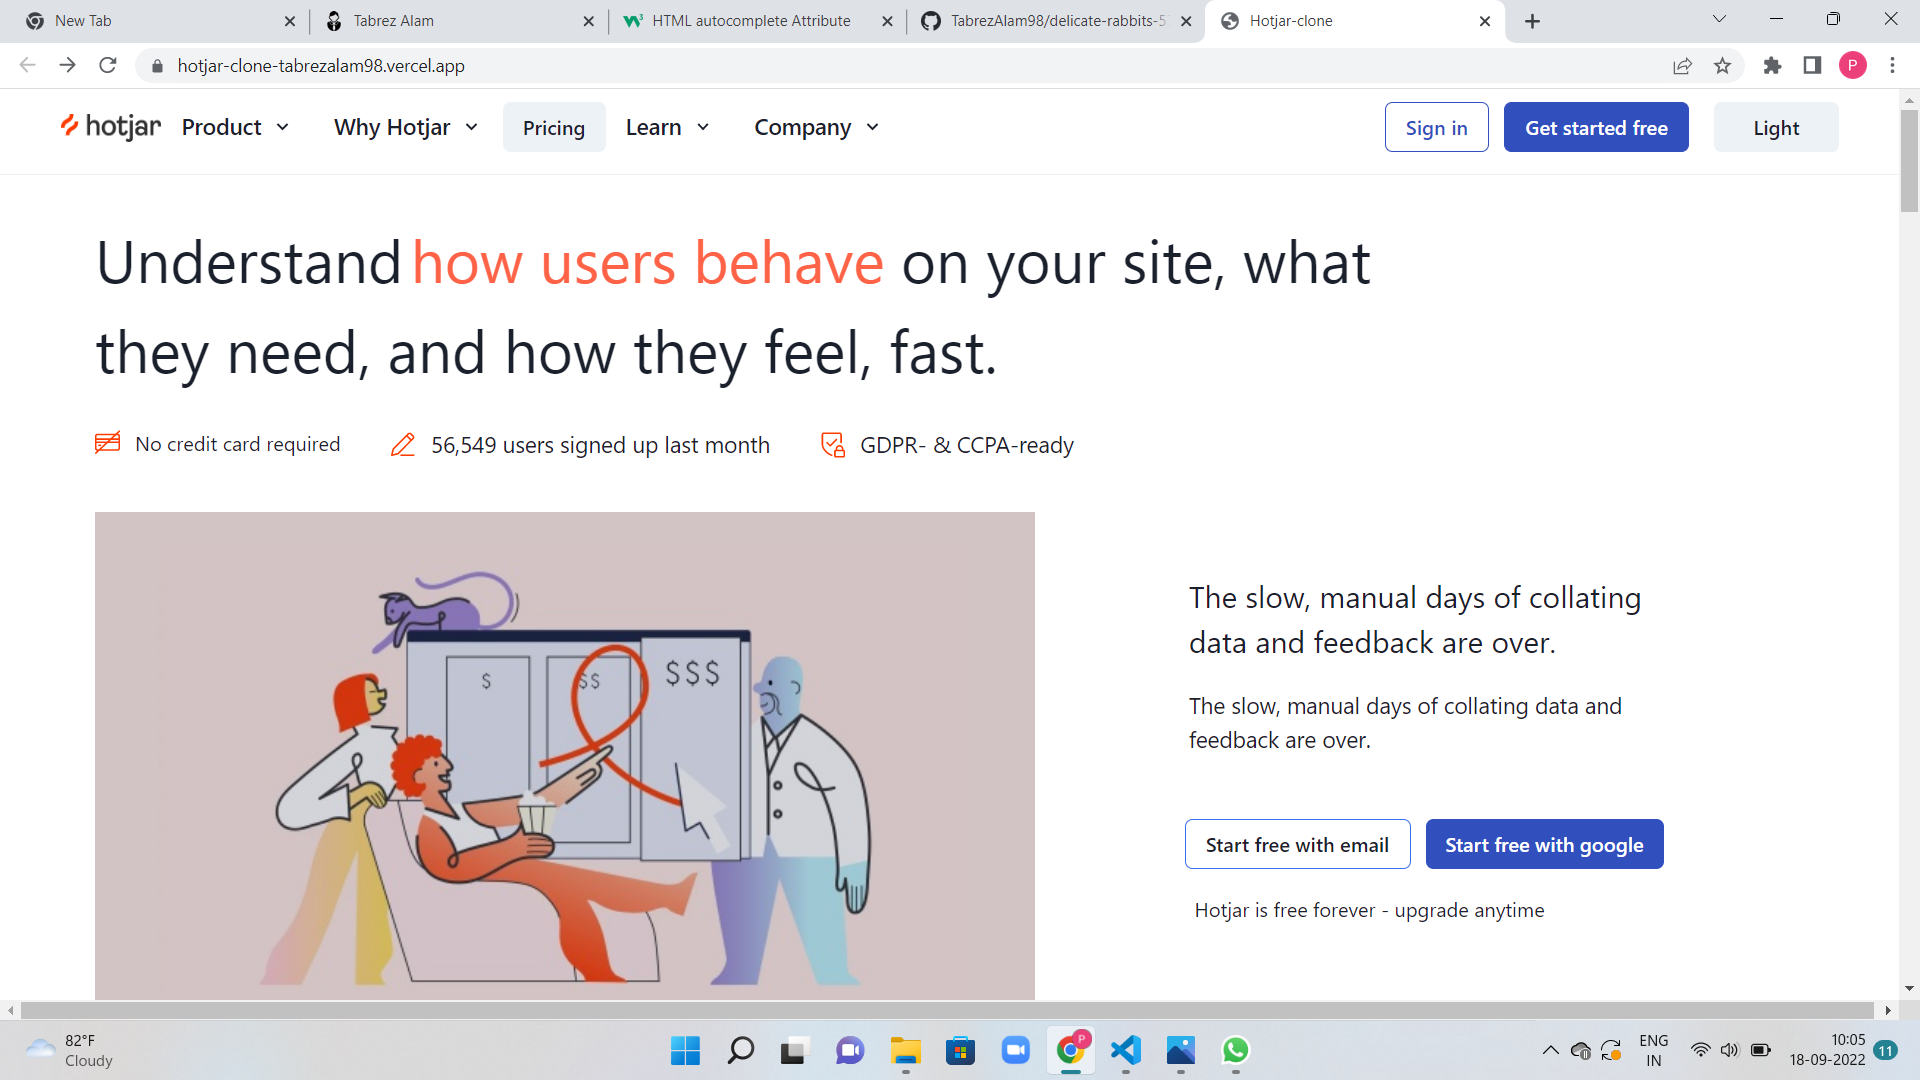 New Tab
Tabrez Alam
HTML autocomplete Attribute
TabrezAlam98/delicate-rabbits-5
Hotjar-clone
hotjar-clone-tabrezalam98.vercel.app
P
hotjar
Product
Why Hotjar
Pricing
Learn
Company
Sign in
Get started free
Light
Understand how users behave on your site, what
they need, and how they feel, fast.
No credit card required
56,549 users signed up last month
GDPR- & CCPA-ready
$
$$
$$$
The slow, manual days of collating
data and feedback are over.
The slow, manual days of collating data and
feedback are over.
Start free with email
Start free with google
Hotjar is free forever - upgrade anytime
82°F
Cloudy
P
ENG
IN
10:05
18-09-2022
11